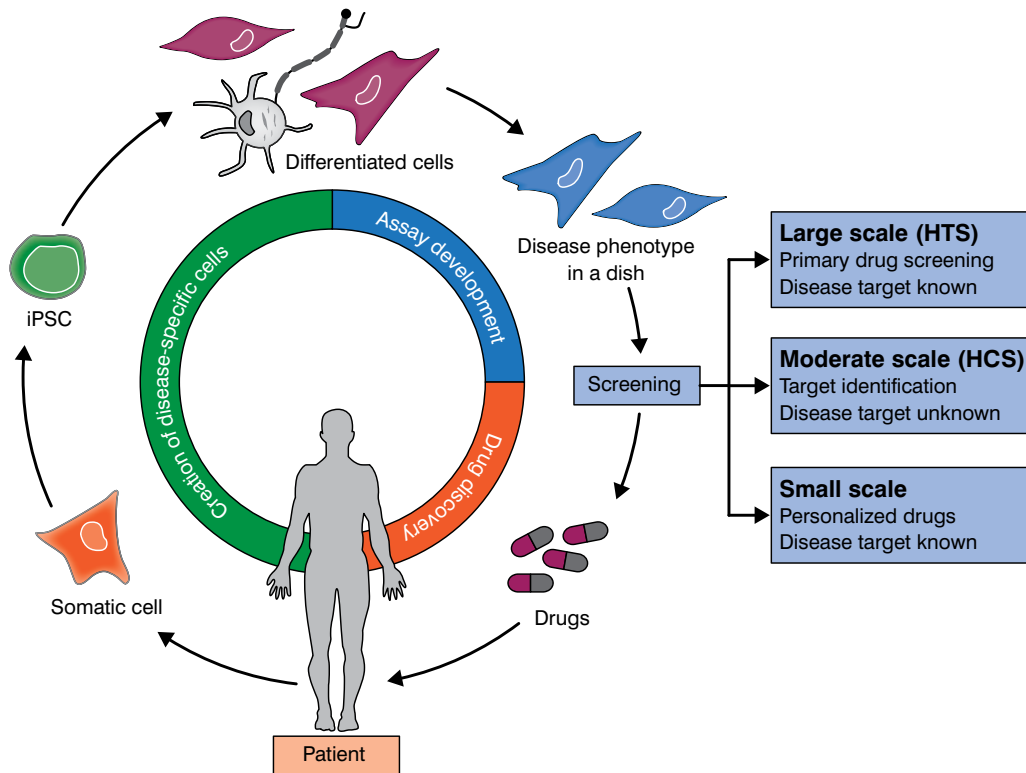 Differentiated cells
Disease phenotype
in a dish
iPSC
Somatic cell
Creation of disease-specific cells
Assay development
Drug discovery
Screening
Large scale (HTS)
Primary drug screening
Disease target known
Moderate scale (HCS)
Target identification
Disease target unknown
Small scale
Personalized drugs
Disease target known
Drugs
Patient